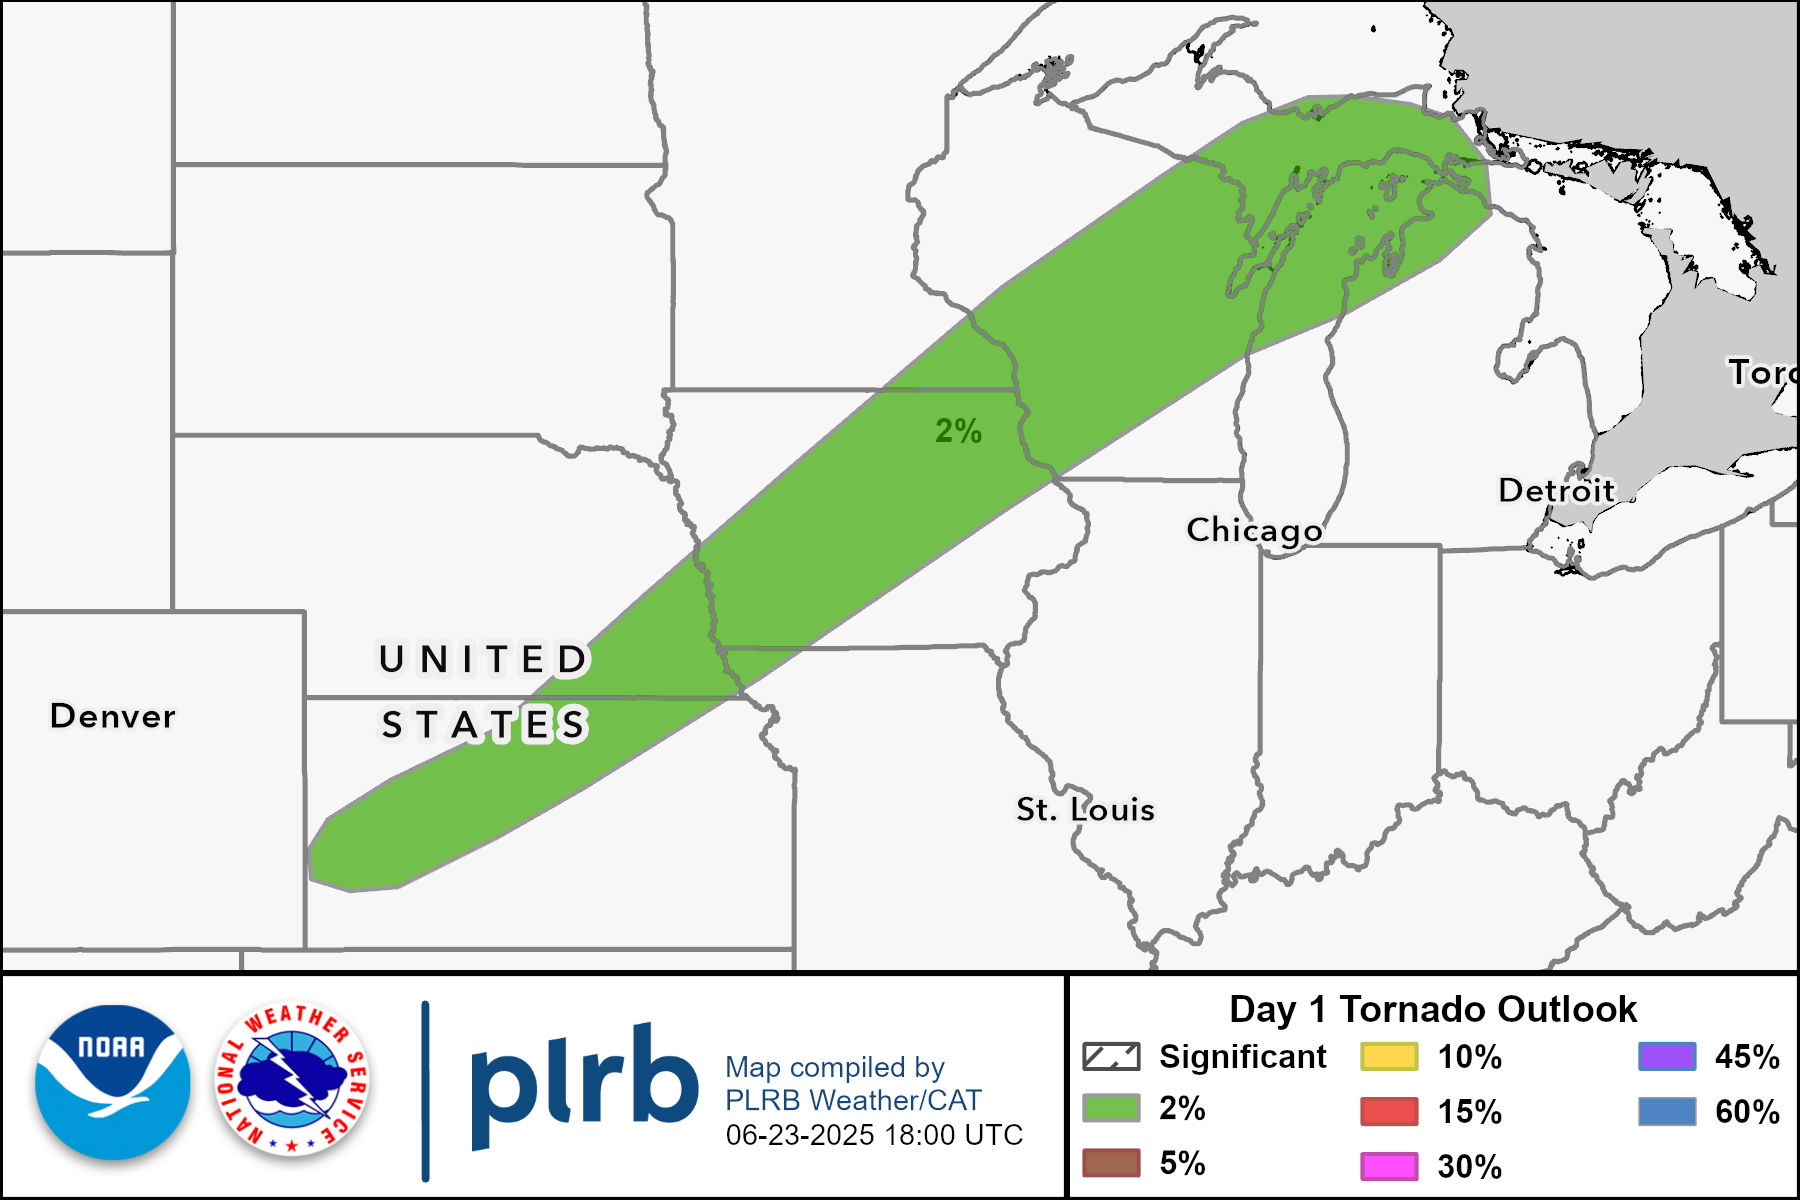 Toro
2%
Detroit
Chicago
UNITED
STATES
Denver
St. Louis
NOAA
NATIONAL WEATHER SERVICE
plrb
Map compiled by
PLRB Weather/CAT
06-23-2025 18:00 UTC
Day 1 Tornado Outlook
Significant
2%
5%
10%
15%
30%
45%
60%